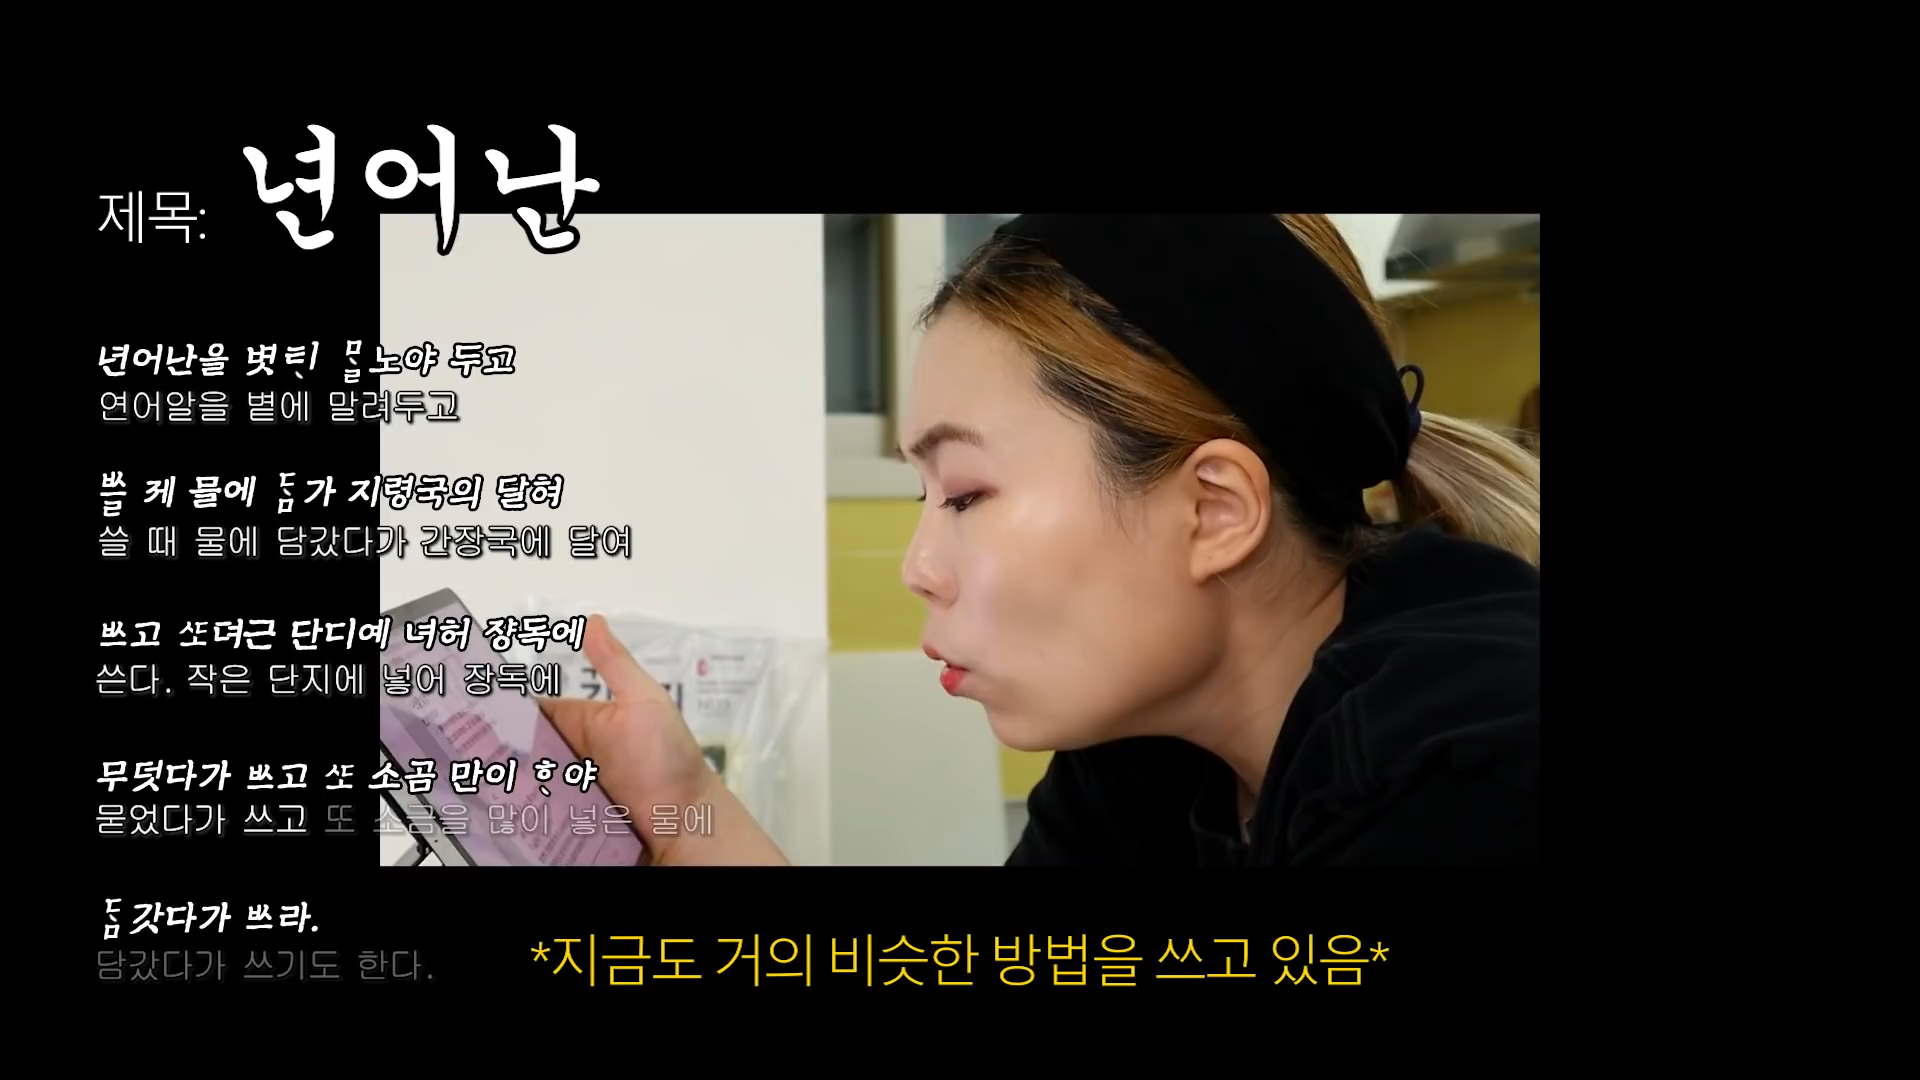 제목: 년어난
년어난을 볏ᄐᆡ ᄆᆞᆯ노야 두고
연어알을 볕에 말려두고
ᄡᅳᆯ 께 믈에 ᄃᆞᆷ가 지령국의 달혀
쓸 때 물에 담갔다가 간장국에 달여
ᄡᅳ고 ᄯᅩ뎌근 단디예 녀허 쟝독에
쓴다. 작은 단지에 넣어 장독에
무덧다가 ᄡᅳ고 ᄯᅩ 소곰 만이 ᄒᆞ야
묻었다가 쓰고 또 소금을 많이 넣은 물에
ᄃᆞᆷ갓다가 ᄡᅳ라.
담갔다가 쓰기도 한다.
*지금도 거의 비슷한 방법을 쓰고 있음*